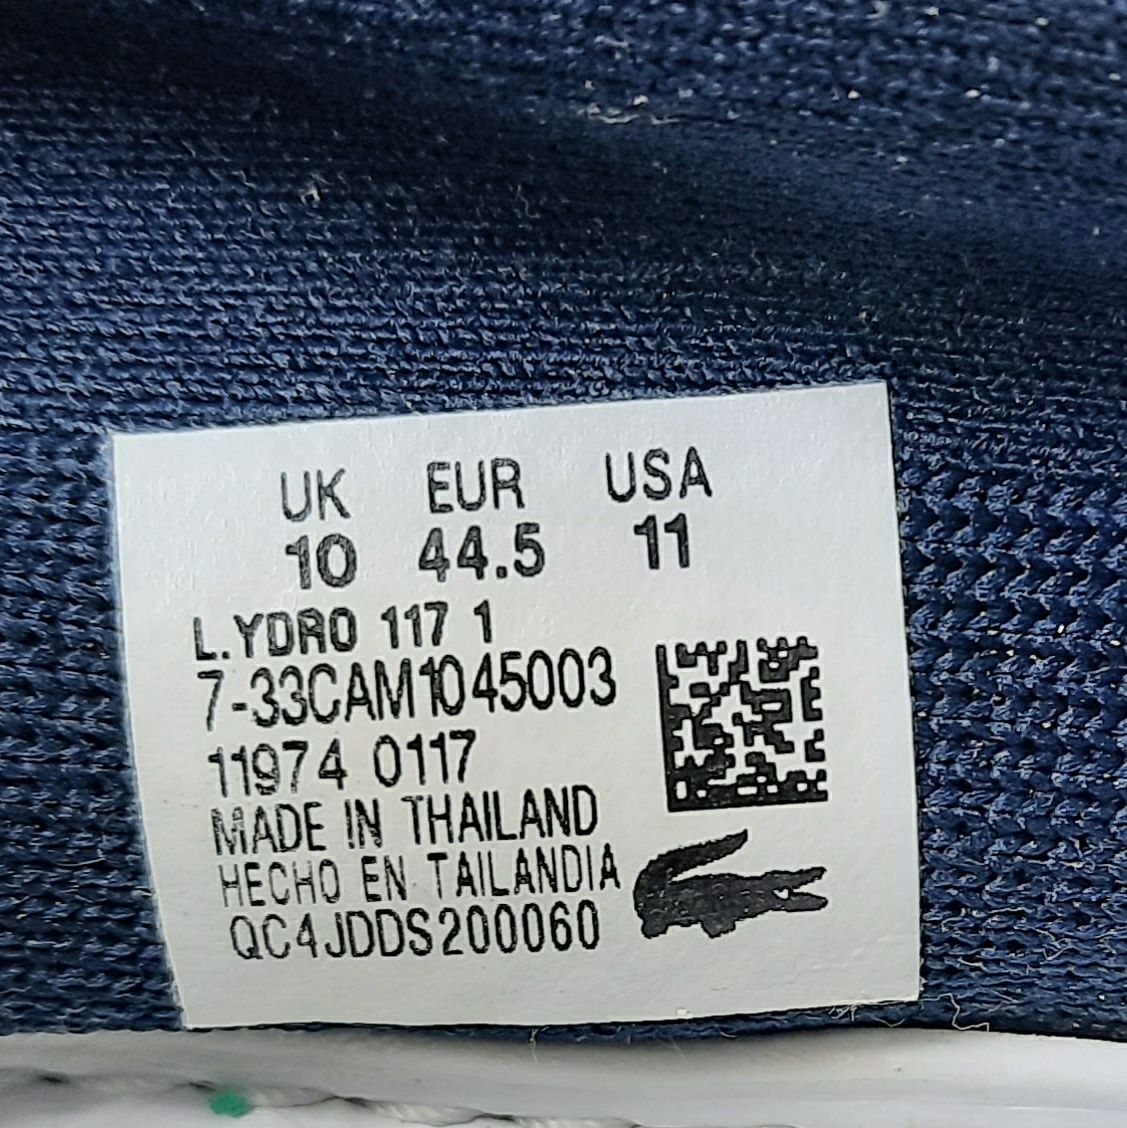 UK EUR USA
10 44.5 11
L.YDRO 117 1
7-33CAM1045003
11974 0117
MADE IN THAILAND
HECHO EN TAILANDIA
QC4JDDS200060